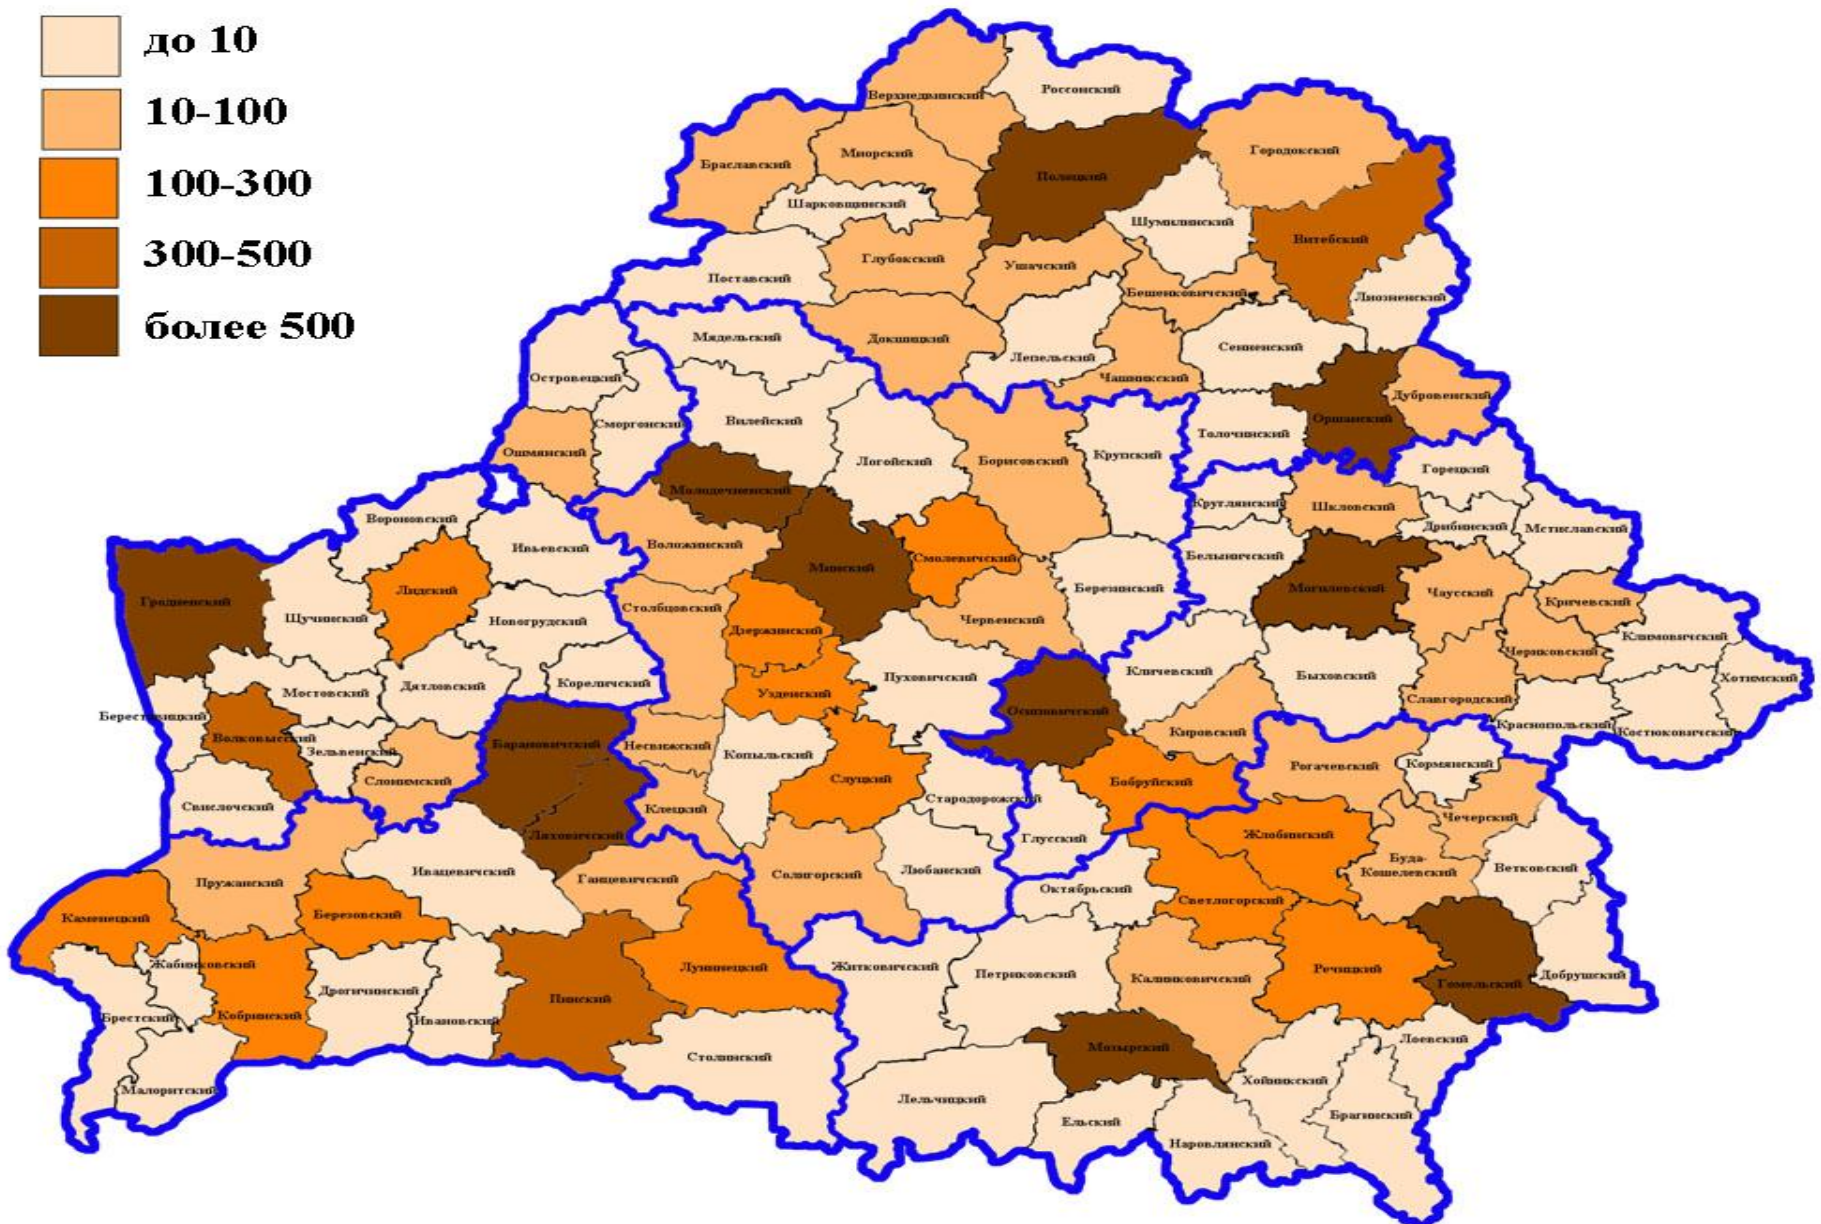 до 10
10-100
100-300
300-500
более 500
Верхнедвинский
Россонский
Браславский
Миорский
Полоцкий
Городокский
Шарковщинский
Шумилинский
Витебский
Поставский
Глубокский
Ушачский
Бешенковичский
Лиозненский
Мядельский
Докшицкий
Лепельский
Сенненский
Островецкий
Чашникский
Дубровенский
Сморгонский
Вилейский
Оршанский
Ошмянский
Логойский
Борисовский
Крупский
Толочинский
Горецкий
Молодечненский
Круглянский
Шкловский
Дрибинский
Мстиславский
Вороновский
Ивьевский
Воложинский
Минский
Смолевичский
Белыничский
Гродненский
Лидский
Березинский
Могилевский
Чаусский
Кричевский
Щучинский
Новогрудский
Столбцовский
Дзержинский
Червенский
Климовичский
Чериковский
Мостовский
Дятловский
Кореличский
Узденский
Пуховичский
Кличевский
Быховский
Славгородский
Хотимский
Берестовицкий
Осиповичский
Краснопольский
Костюковичский
Волковысский
Зельвенский
Барановичский
Несвижский
Копыльский
Кировский
Слонимский
Слуцкий
Бобруйский
Рогачевский
Кормянский
Свислочский
Клецкий
Стародорожский
Ляховичский
Глусский
Жлобинский
Чечерский
Пружанский
Ивацевичский
Ганцевичский
Солигорский
Любанский
Октябрьский
Буда-
Кошелевский
Ветковский
Каменецкий
Березовский
Светлогорский
Жабинковский
Дрогичинский
Пинский
Лунинецкий
Житковичский
Петриковский
Калинковичский
Речицкий
Гомельский
Добрушский
Брестский
Кобринский
Ивановский
Малоритский
Столинский
Мозырский
Лоевский
Лельчицкий
Хойникский
Ельский
Брагинский
Наровлянский